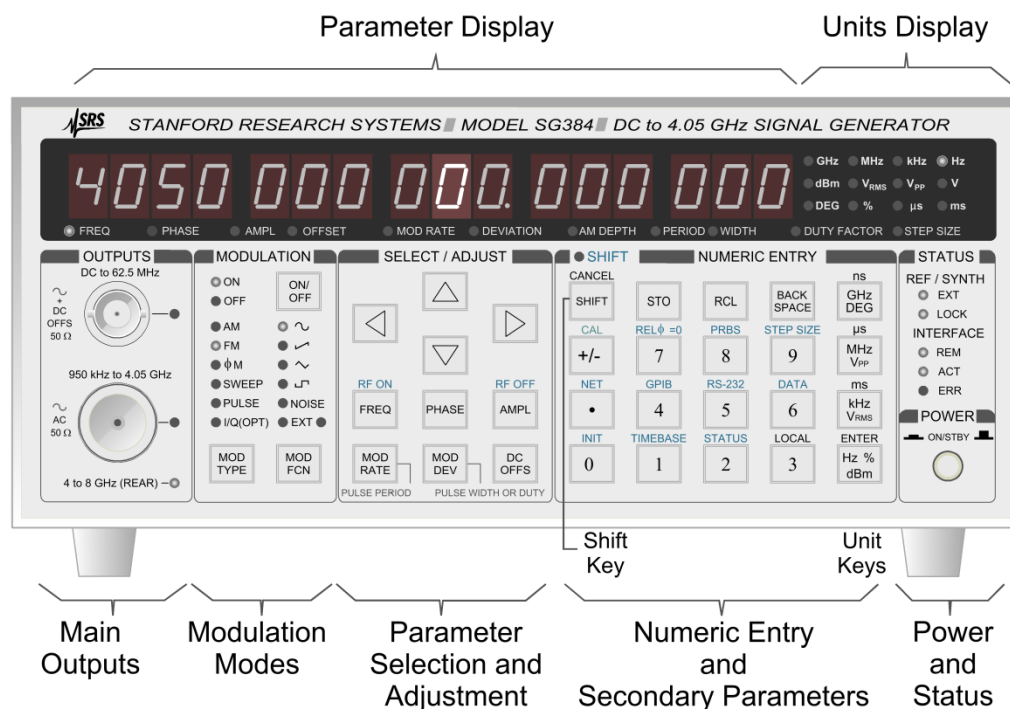 Parameter Display
Units Display
SRS
STANFORD RESEARCH SYSTEMS MODEL SG384 DC to 4.05 GHz SIGNAL GENERATOR
4050 000 000. 000 000
GHz MHz kHz Hz
dBm VRMS VPP V
DEG % µs ms
FREQ PHASE AMPL OFFSET MOD RATE DEVIATION AM DEPTH PERIOD WIDTH DUTY FACTOR STEP SIZE
OUTPUTS
DC to 62.5 MHz
+
DC
OFFS
50 Ω
950 kHz to 4.05 GHz
AC
50 Ω
4 to 8 GHz (REAR)
MODULATION
ON
OFF
ON/
OFF
AM
FM
ϕM
SWEEP
PULSE NOISE
I/Q(OPT) EXT
MOD
TYPE
MOD
FCN
SELECT / ADJUST
RF ON RF OFF
FREQ PHASE AMPL
MOD
RATE
MOD
DEV
DC
OFFS
PULSE PERIOD PULSE WIDTH OR DUTY
SHIFT NUMERIC ENTRY
CANCEL ns
SHIFT STO RCL
BACK
SPACE
GHz
DEG
CAL RELϕ =0 PRBS STEP SIZE µs
+/- 7 8 9
MHz
VPP
NET GPIB RS-232 DATA ms
• 4 5 6
kHz
VRMS
INIT TIMEBASE STATUS LOCAL ENTER
0 1 2 3
Hz %
dBm
STATUS
REF / SYNTH
EXT
LOCK
INTERFACE
REM
ACT
ERR
POWER
ON/STBY
Shift
Key
Unit
Keys
Main
Outputs
Modulation
Modes
Parameter
Selection and
Adjustment
Numeric Entry
and
Secondary Parameters
Power
and
Status